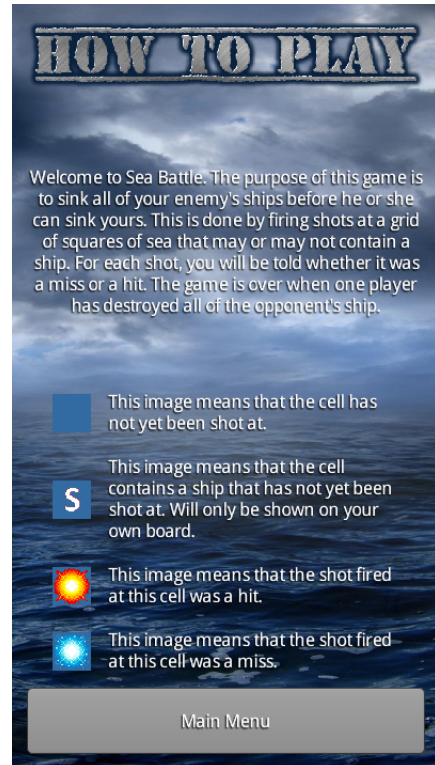 HOW TO PLAY
Welcome to Sea Battle. The purpose of this game is
to sink all of your enemy's ships before he or she
can sink yours. This is done by firing shots at a grid
of squares of sea that may or may not contain a
ship. For each shot, you will be told whether it was
a miss or a hit. The game is over when one player
has destroyed all of the opponent's ship.
This image means that the cell has
not yet been shot at.
This image means that the cell
contains a ship that has not yet been
shot at. Will only be shown on your
own board.
S
This image means that the shot fired
at this cell was a hit.
This image means that the shot fired
at this cell was a miss.
Main Menu